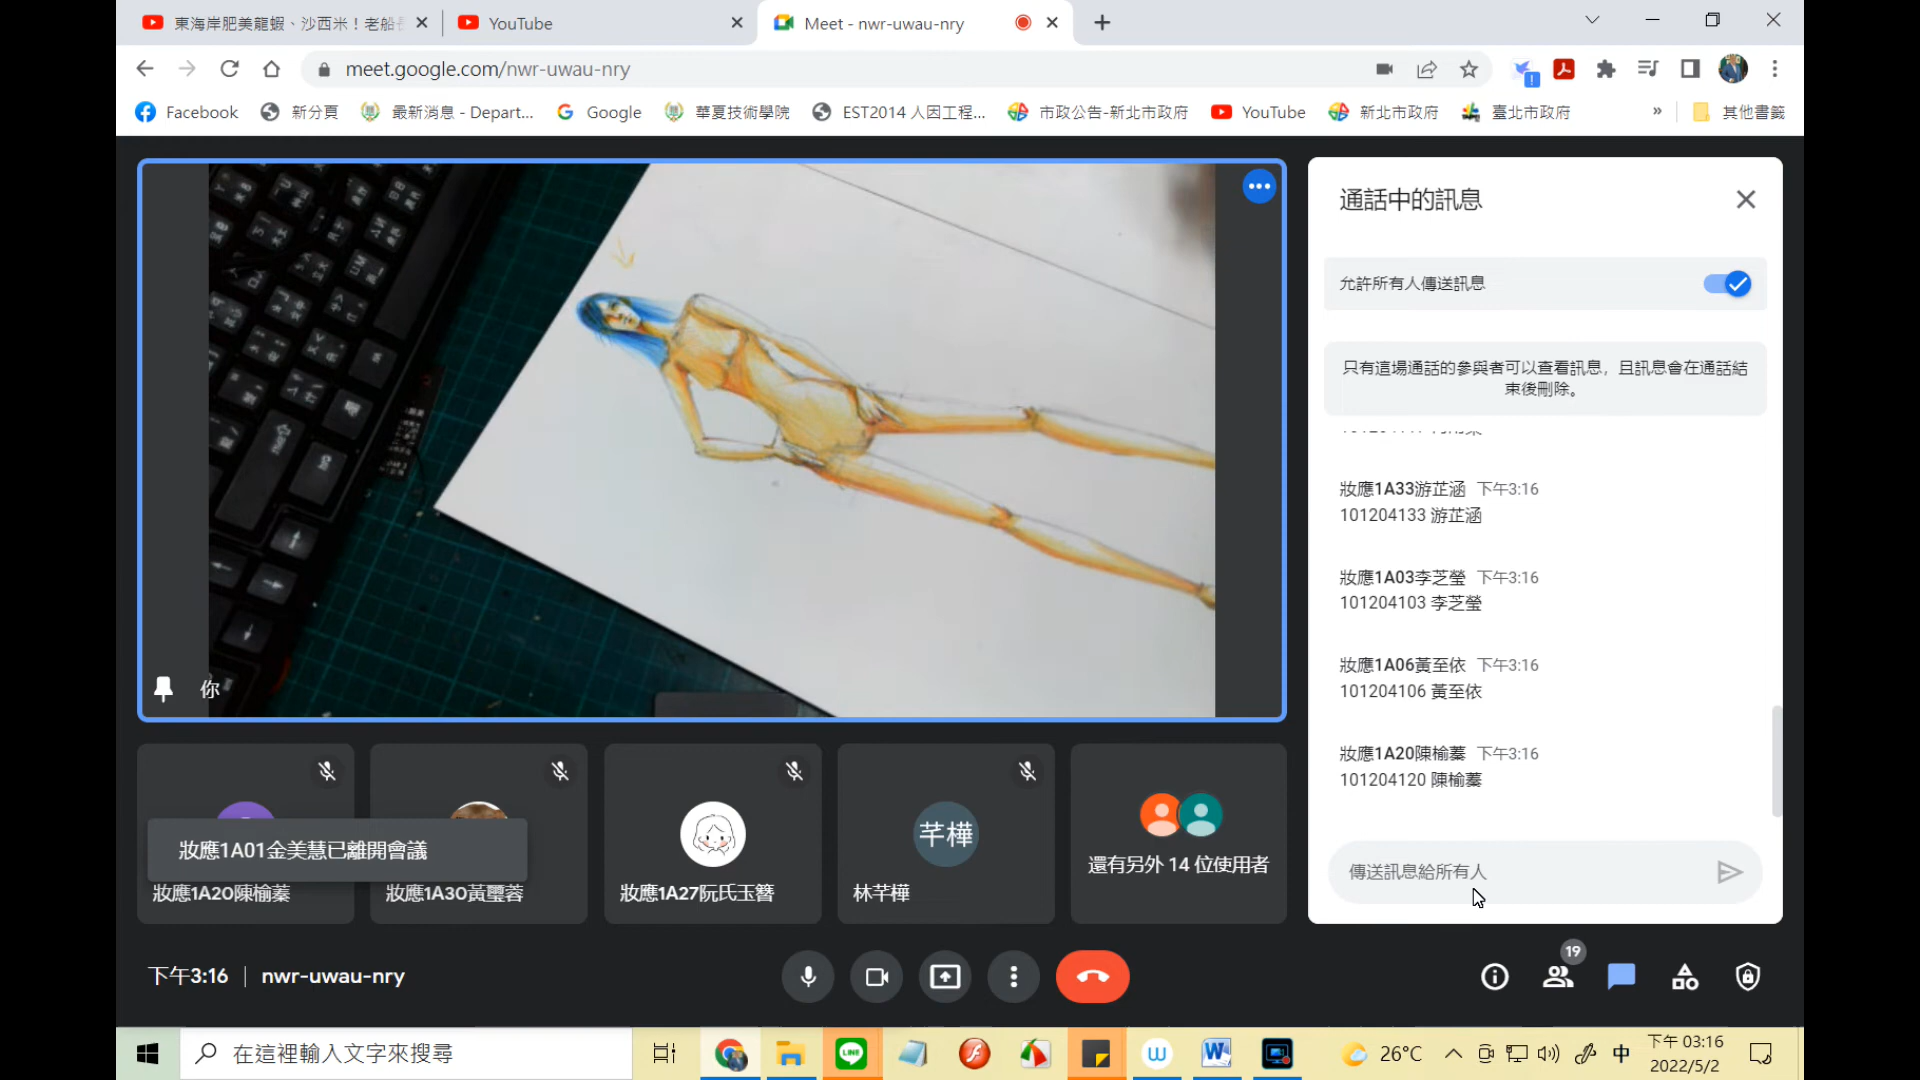 東海岸肥美龍蝦、沙西米！老船長
YouTube
Meet - nwr-uwau-nry
meet.google.com/nwr-uwau-nry
Facebook
新分頁
最新消息 - Depart...
Google
華夏技術學院
EST2014 人因工程...
市政公告-新北市政府
YouTube
新北市政府
臺北市政府
»
其他書籤
你
通話中的訊息
允許所有人傳送訊息
只有這場通話的參與者可以查看訊息，且訊息會在通話結
束後刪除。
妝應1A33游芷涵 下午3:16
101204133 游芷涵
妝應1A03李芝瑩 下午3:16
101204103 李芝瑩
妝應1A06黃至依 下午3:16
101204106 黃至依
妝應1A20陳榆蓁 下午3:16
101204120 陳榆蓁
傳送訊息給所有人
妝應1A01金美慧已離開會議
妝應1A20陳榆蓁
妝應1A30黃璽蓉
妝應1A27阮氏玉簪
芊樺
林芊樺
還有另外 14 位使用者
下午3:16
nwr-uwau-nry
19
在這裡輸入文字來搜尋
LINE
26°C
中
下午 03:16
2022/5/2